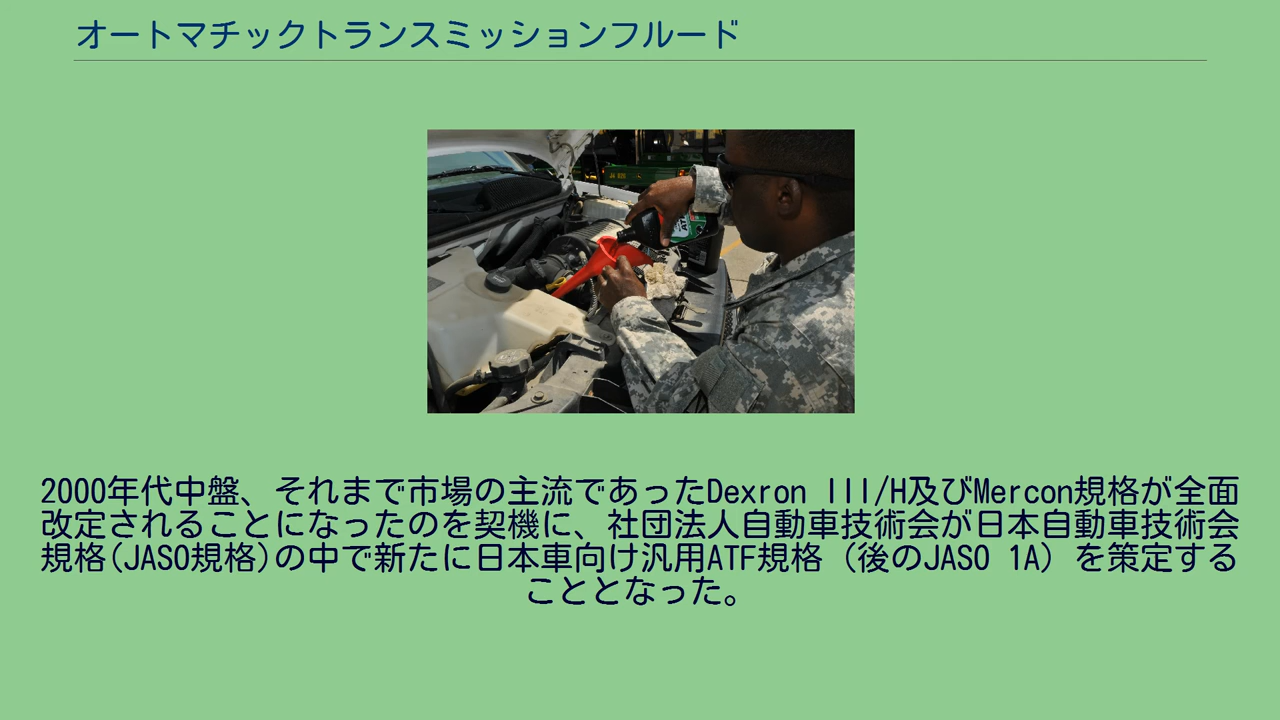 オートマチックトランスミッションフルード
J4 020
ATF
2000年代中盤、それまで市場の主流であったDexron III/H及びMercon規格が全面
改定されることになったのを契機に、社団法人自動車技術会が日本自動車技術会
規格(JASO規格)の中で新たに日本車向け汎用ATF規格（後のJASO 1A）を策定する
こととなった。